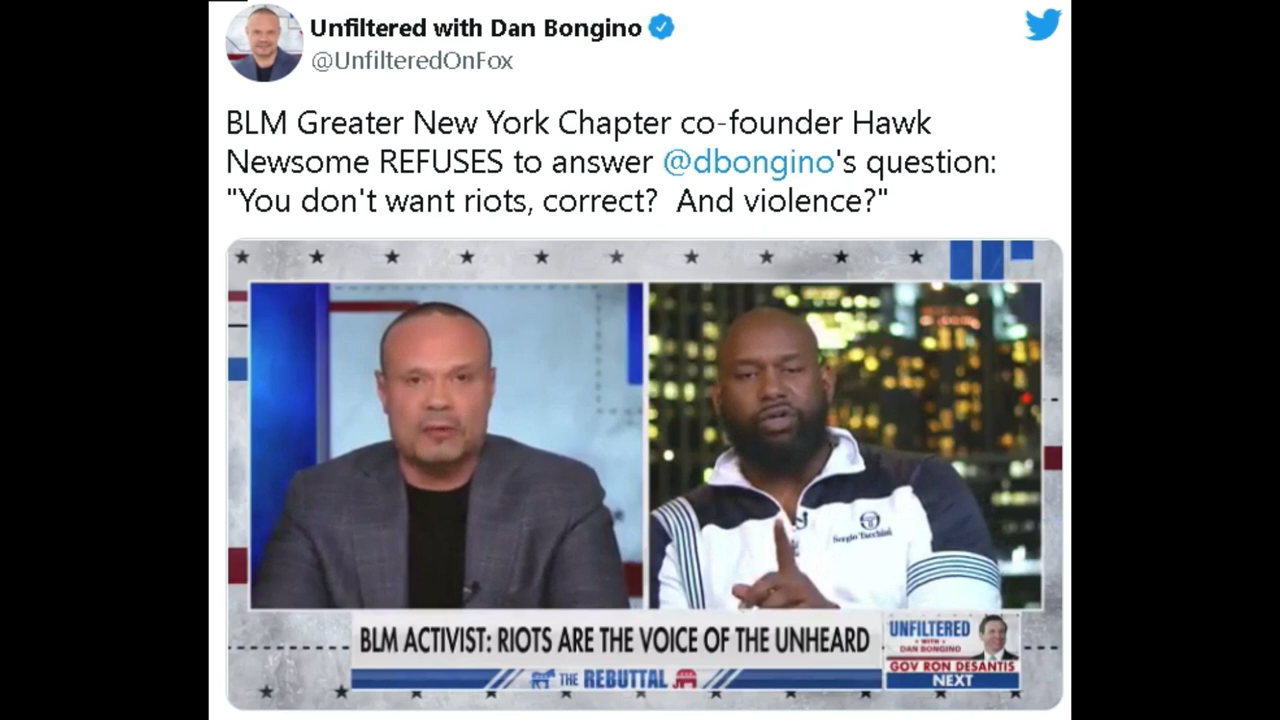 Unfiltered with Dan Bongino
@UnfilteredOnFox
BLM Greater New York Chapter co-founder Hawk
Newsome REFUSES to answer @dbongino's question:
"You don't want riots, correct?  And violence?"
Sergio Tacchini
BLM ACTIVIST: RIOTS ARE THE VOICE OF THE UNHEARD
THE REBUTTAL
UNFILTERED
WITH
DAN BONGINO
GOV RON DESANTIS
NEXT